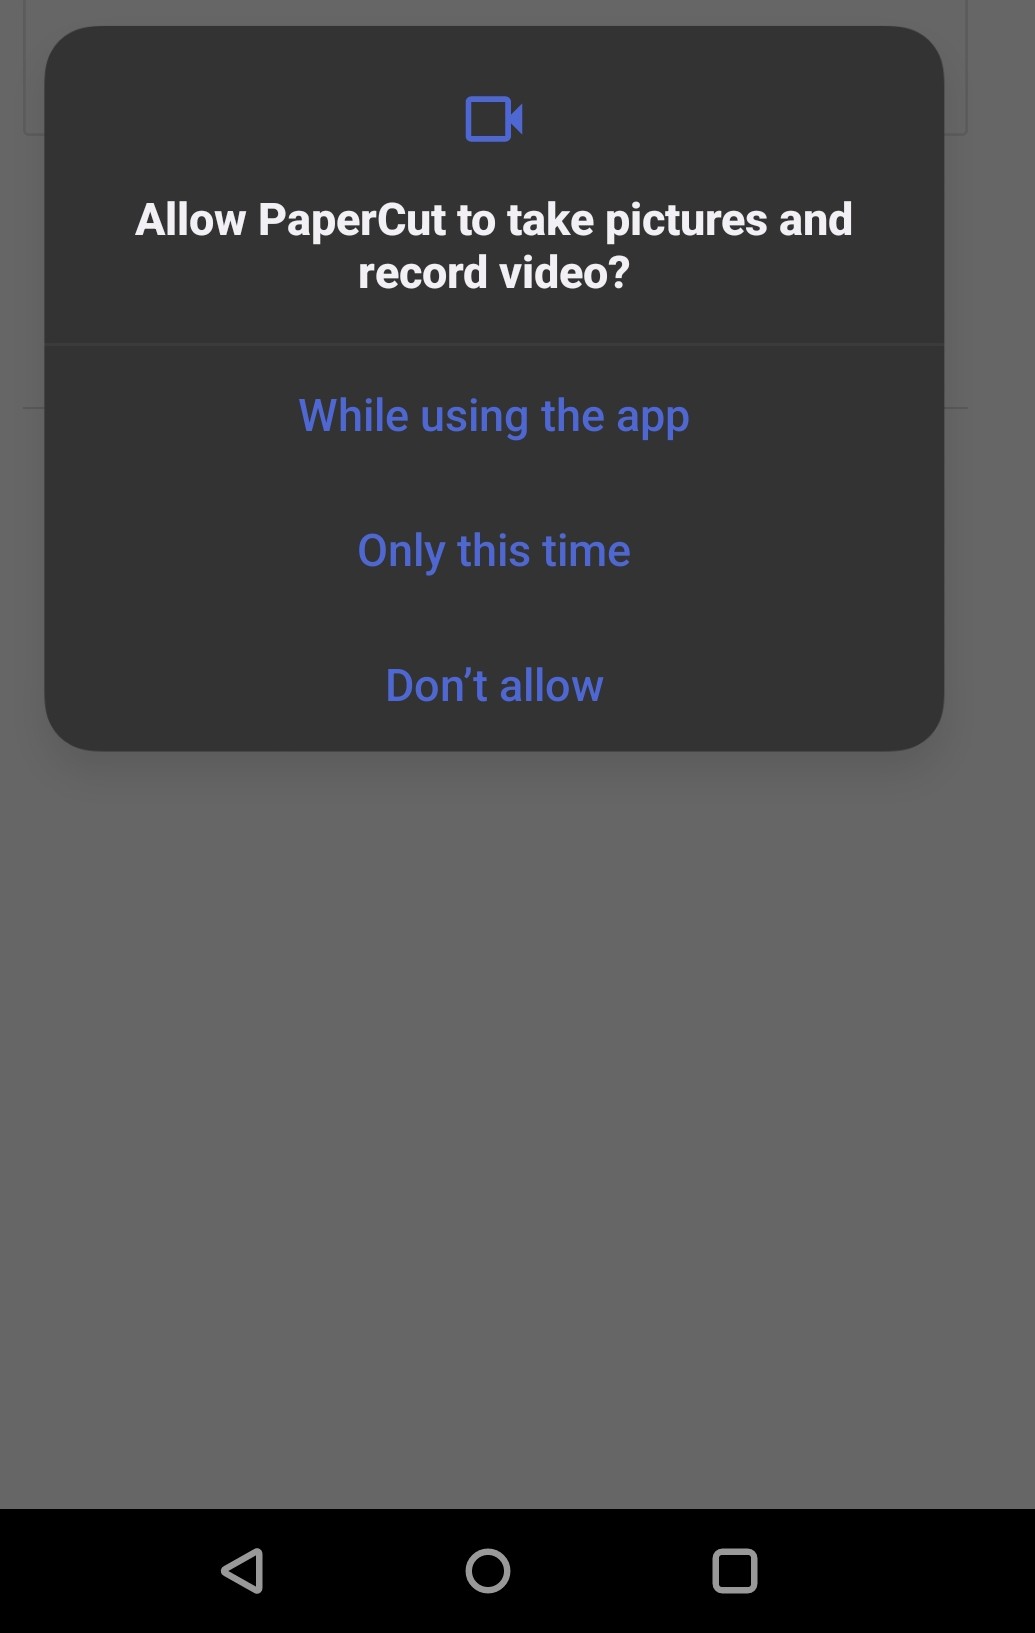 Allow PaperCut to take pictures and
record video?
While using the app
Only this time
Don’t allow